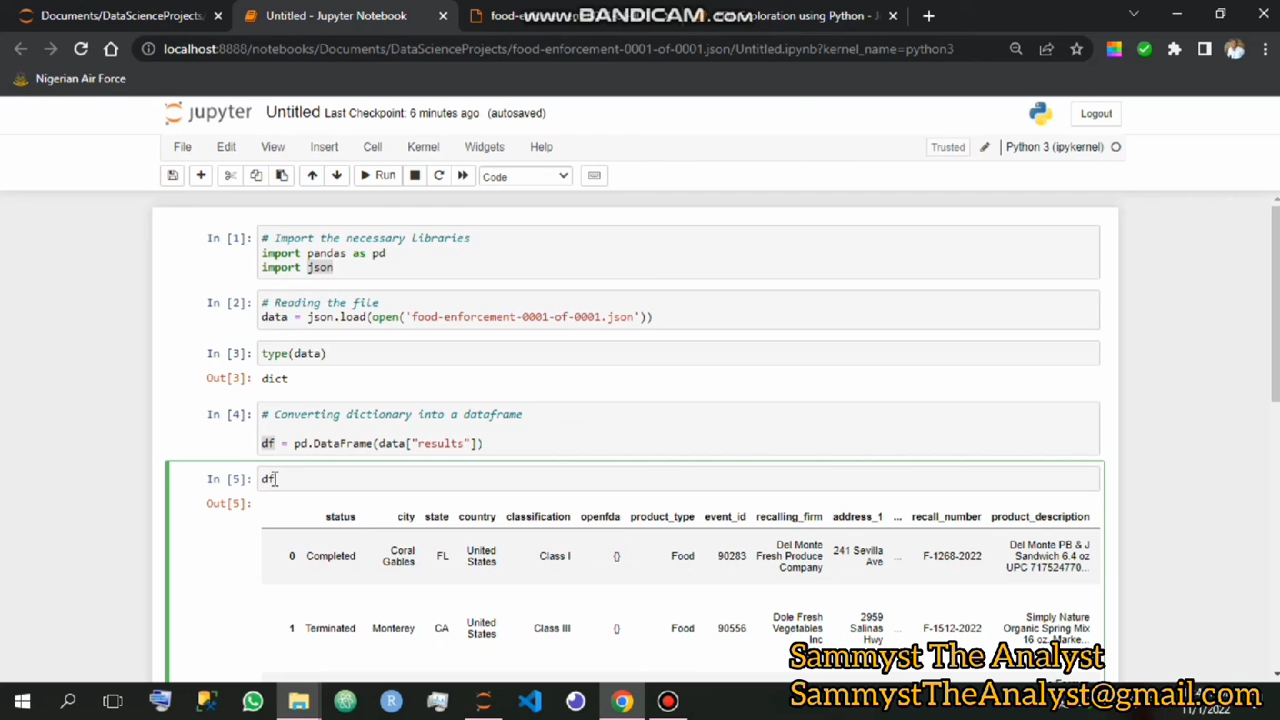 Documents/DataScienceProjects/
Untitled - Jupyter Notebook
food-en
www.BANDICAM.com
ploration using Python -
localhost:8888/notebooks/Documents/DataScienceProjects/food-enforcement-0001-of-0001.json/Untitled.ipynb?kernel_name=python3
Nigerian Air Force
jupyter Untitled Last Checkpoint: 6 minutes ago (autosaved)
Logout
File Edit View Insert Cell Kernel Widgets Help
Trusted
Python 3 (ipykernel)
Run
Code
In [1]: # Import the necessary libraries
import pandas as pd
import json
In [2]: # Reading the file
data = json.load(open('food-enforcement-0001-of-0001.json'))
In [3]: type(data)
Out[3]: dict
In [4]: # Converting dictionary into a dataframe
df = pd.DataFrame(data["results"])
In [5]: df
Out[5]:
status city state country classification openfda product_type event_id recalling_firm address_1 ... recall_number product_description
0 Completed Coral Gables FL United States Class I {} Food 90283 Del Monte Fresh Produce Company 241 Sevilla Ave ... F-1268-2022 Del Monte PB & J Sandwich 6.4 oz UPC 717524770...
1 Terminated Monterey CA United States Class III {} Food 90556 Dole Fresh Vegetables Inc 2959 Salinas Hwy ... F-1512-2022 Simply Nature Organic Spring Mix 16 oz. Marke...
Sammyst The Analyst
SammystTheAnalyst@gmail.com
11/1/2022